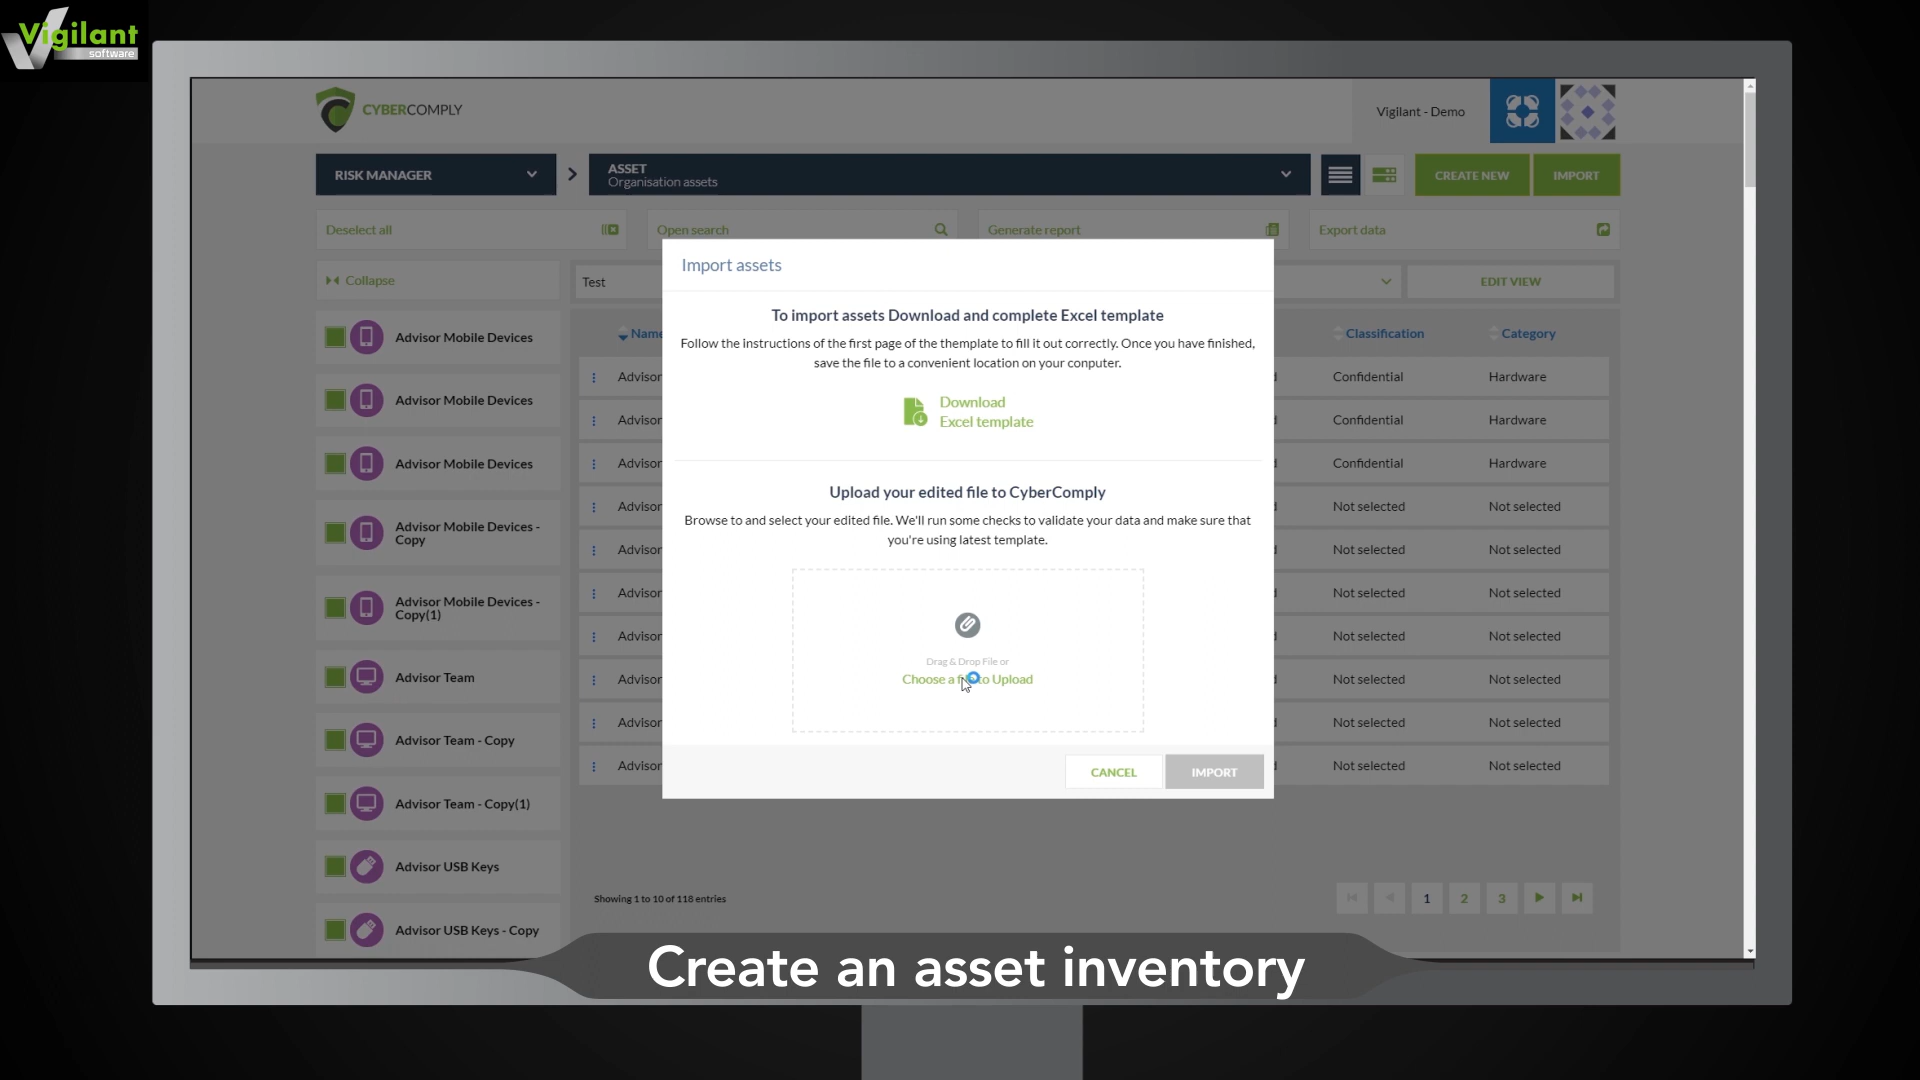 Vigilant
software
CYBERCOMPLY
Vigilant - Demo
RISK MANAGER
ASSET
Organisation assets
CREATE NEW
IMPORT
Deselect all
Open search
Generate report
Export data
Collapse
Test
EDIT VIEW
Import assets
To import assets Download and complete Excel template
Follow the instructions of the first page of the themplate to fill it out correctly. Once you have finished,
save the file to a convenient location on your conputer.
Download
Excel template
Upload your edited file to CyberComply
Browse to and select your edited file. We'll run some checks to validate your data and make sure that
you're using latest template.
Drag & Drop File or
Choose a file to Upload
CANCEL
IMPORT
Advisor Mobile Devices
Advisor Mobile Devices
Advisor Mobile Devices
Advisor Mobile Devices -
Copy
Advisor Mobile Devices -
Copy(1)
Advisor Team
Advisor Team - Copy
Advisor Team - Copy(1)
Advisor USB Keys
Advisor USB Keys - Copy
Name
Classification
Category
Advisor
Confidential
Hardware
Advisor
Confidential
Hardware
Advisor
Confidential
Hardware
Advisor
Not selected
Not selected
Advisor
Not selected
Not selected
Advisor
Not selected
Not selected
Advisor
Not selected
Not selected
Advisor
Not selected
Not selected
Advisor
Not selected
Not selected
Advisor
Not selected
Not selected
Showing 1 to 10 of 118 entries
1
2
3
Create an asset inventory